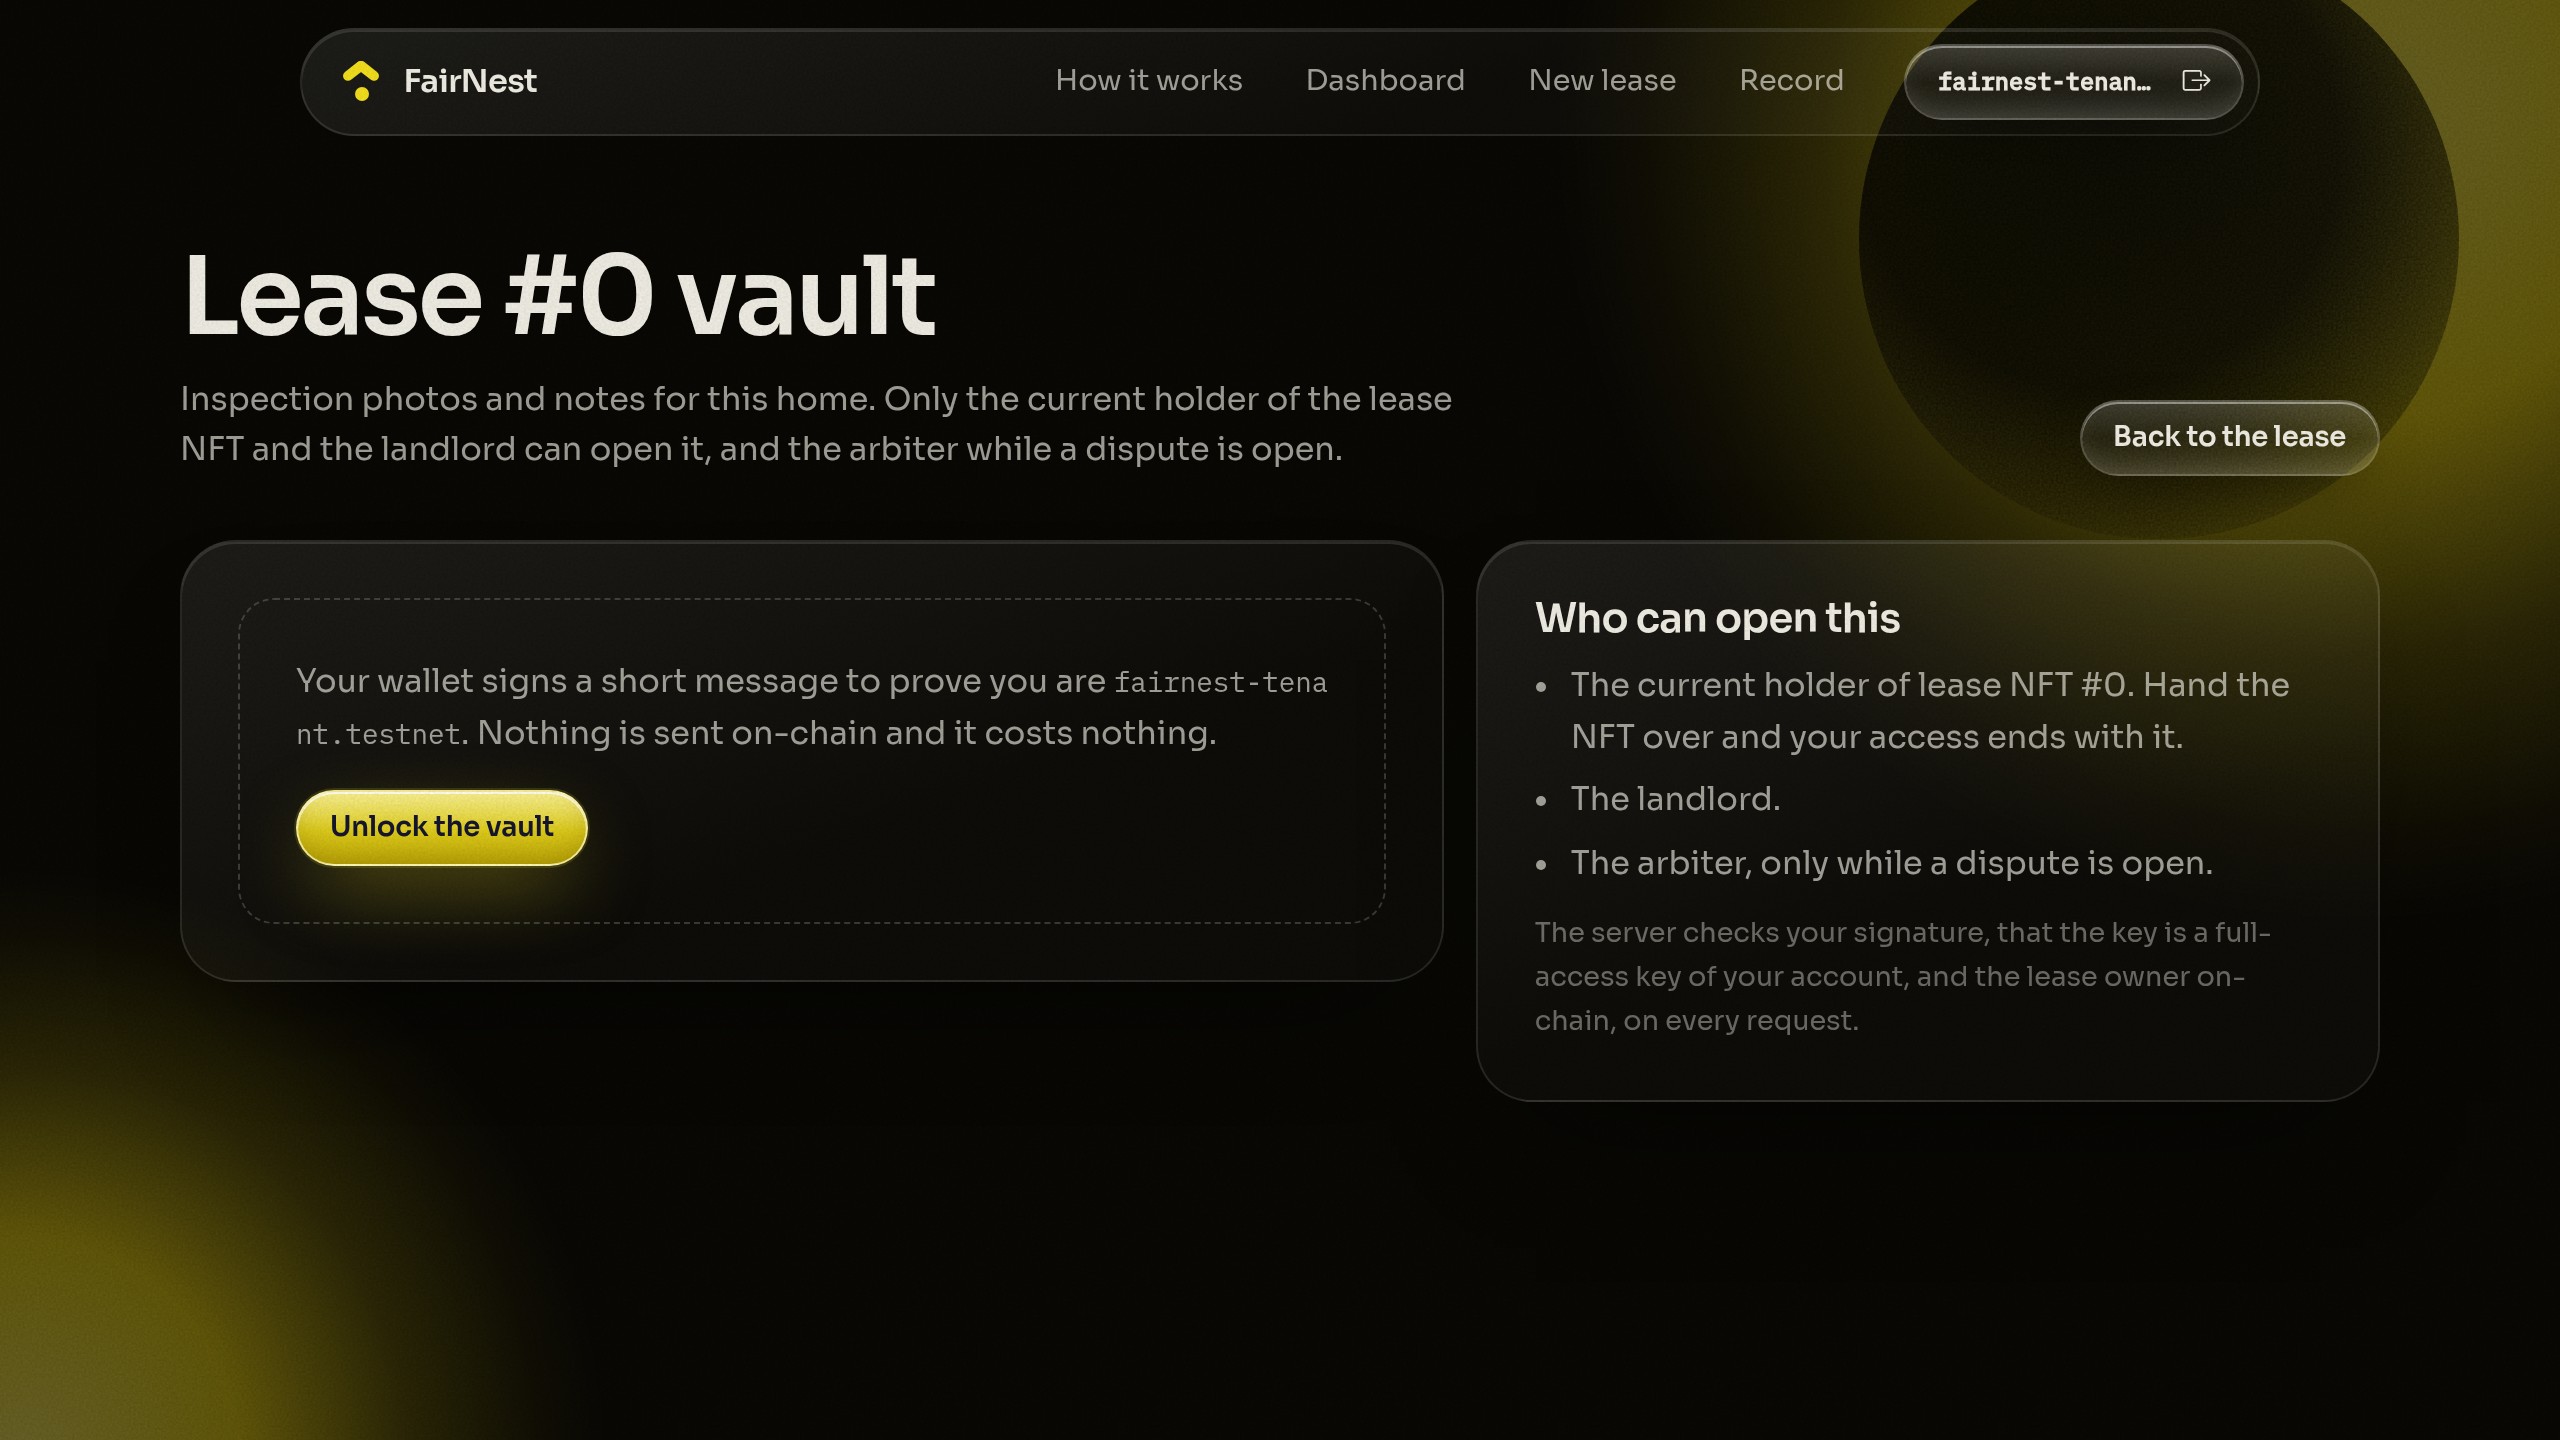 FairNest
How it works
Dashboard
New lease
Record
fairnest-tenan…
Lease #0 vault
Inspection photos and notes for this home. Only the current holder of the lease
NFT and the landlord can open it, and the arbiter while a dispute is open.
Back to the lease
Your wallet signs a short message to prove you are fairnest-tena
nt.testnet. Nothing is sent on-chain and it costs nothing.
Unlock the vault
Who can open this
• The current holder of lease NFT #0. Hand the
NFT over and your access ends with it.
• The landlord.
• The arbiter, only while a dispute is open.
The server checks your signature, that the key is a full-
access key of your account, and the lease owner on-
chain, on every request.